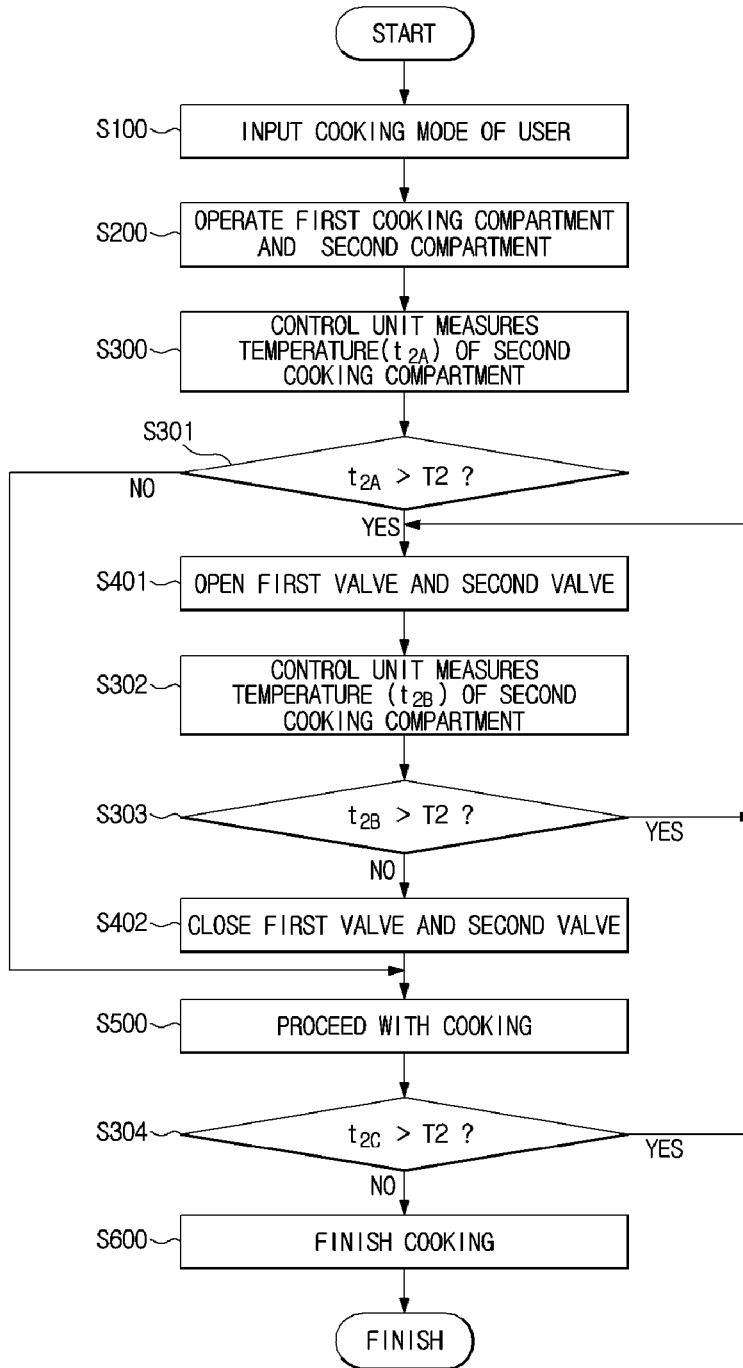 START
S100
INPUT COOKING MODE OF USER
S200
OPERATE FIRST COOKING COMPARTMENT
AND SECOND COMPARTMENT
S300
CONTROL UNIT MEASURES
TEMPERATURE(t2A) OF SECOND
COOKING COMPARTMENT
S301
t2A > T2 ?
NO
YES
S401
OPEN FIRST VALVE AND SECOND VALVE
S302
CONTROL UNIT MEASURES
TEMPERATURE (t2B) OF SECOND
COOKING COMPARTMENT
S303
t2B > T2 ?
YES
NO
S402
CLOSE FIRST VALVE AND SECOND VALVE
S500
PROCEED WITH COOKING
S304
t2C > T2 ?
YES
NO
S600
FINISH COOKING
FINISH